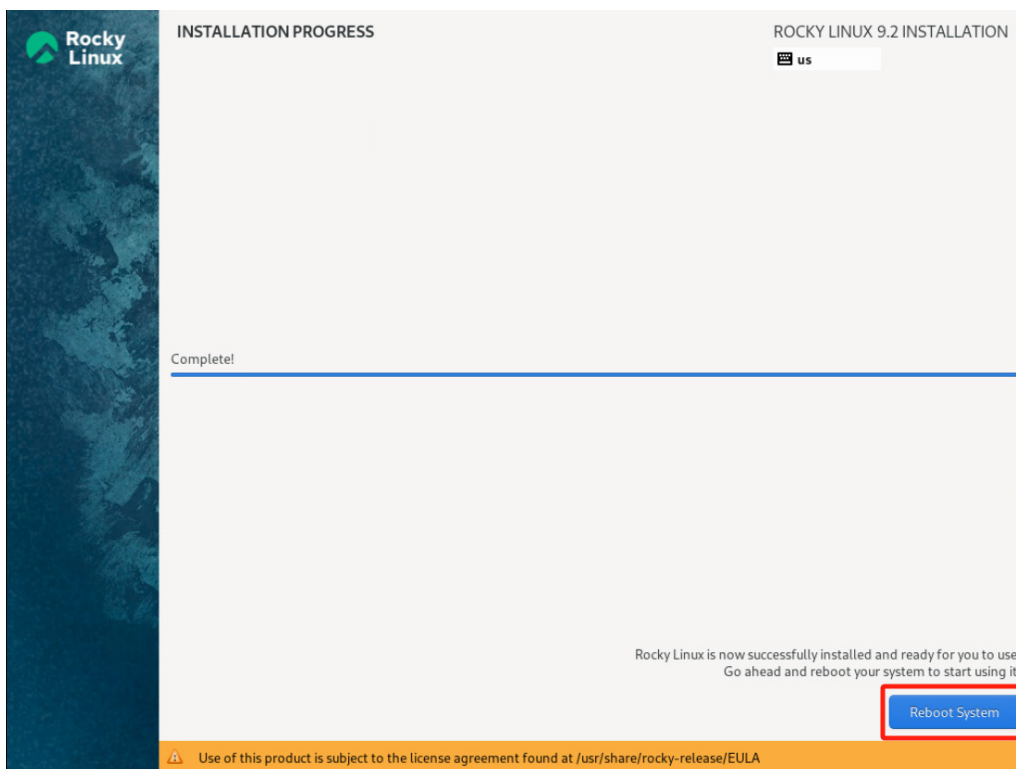 Rocky
Linux
INSTALLATION PROGRESS
ROCKY LINUX 9.2 INSTALLATION
us
Complete!
Rocky Linux is now successfully installed and ready for you to use
Go ahead and reboot your system to start using it
Reboot System
Use of this product is subject to the license agreement found at /usr/share/rocky-release/EULA